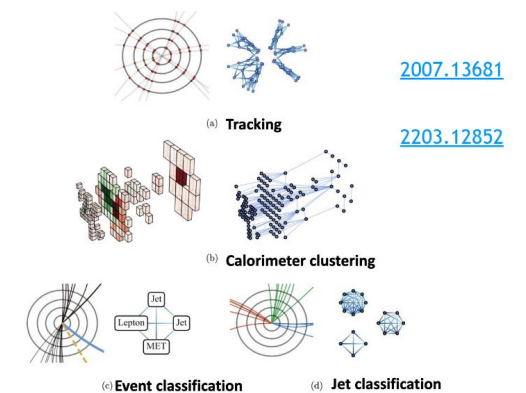 2007.13681
(a) Tracking
2203.12852
(b) Calorimeter clustering
Jet
Lepton
Jet
MET
(c) Event classification
(d) Jet classification